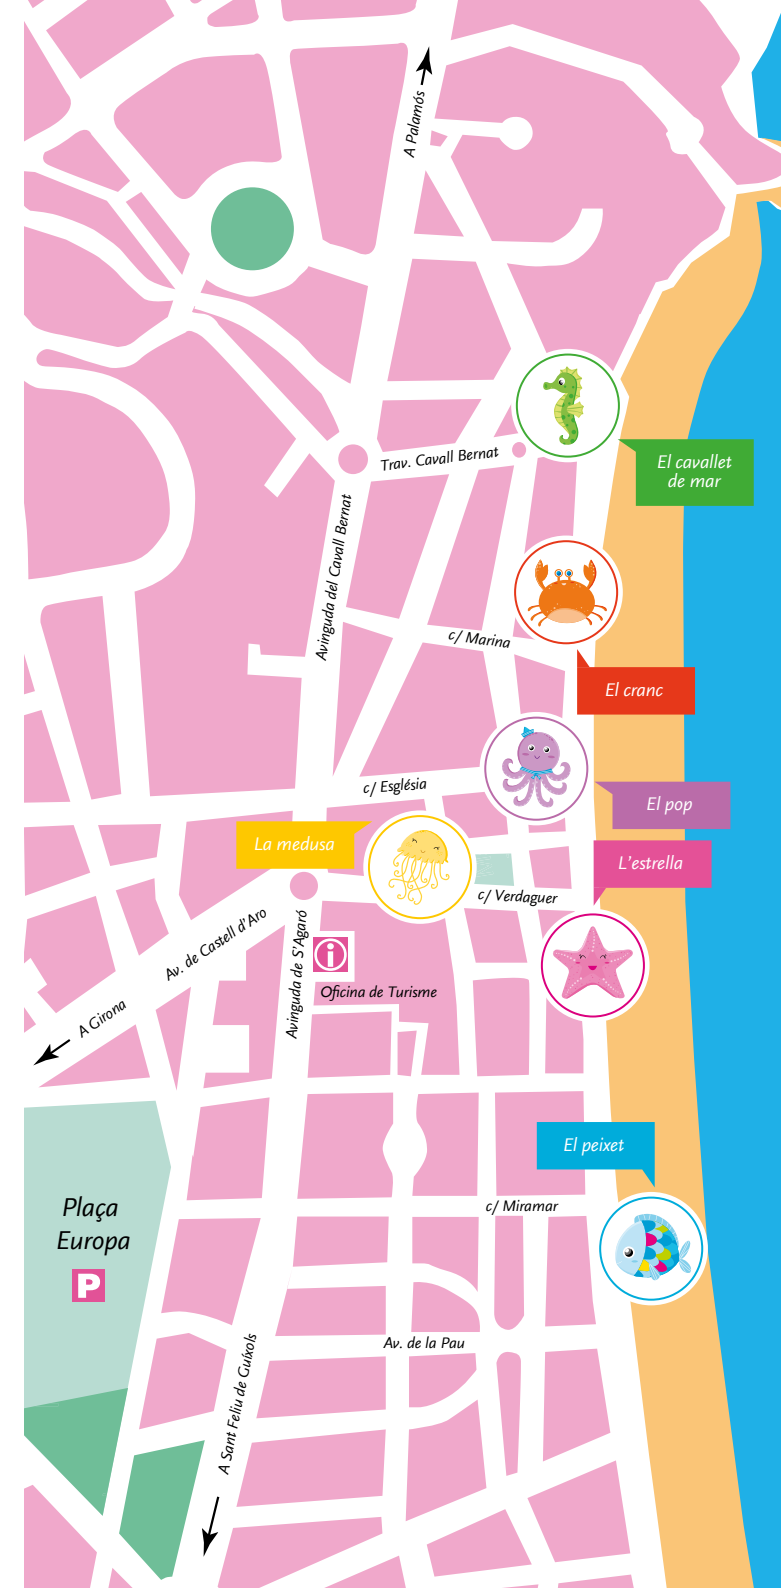 A Palamós
El cavallet
de mar
Trav. Cavall Bernat
Avinguda del Cavall Bernat
c/ Marina
El cranc
c/ Església
El pop
La medusa
L'estrella
c/ Verdaguer
Av. de Castell d'Aro
Avinguda de S'Agaró
i
Oficina de Turisme
A Girona
El peixet
Plaça
Europa
P
c/ Miramar
Av. de la Pau
A Sant Feliu de Guíxols